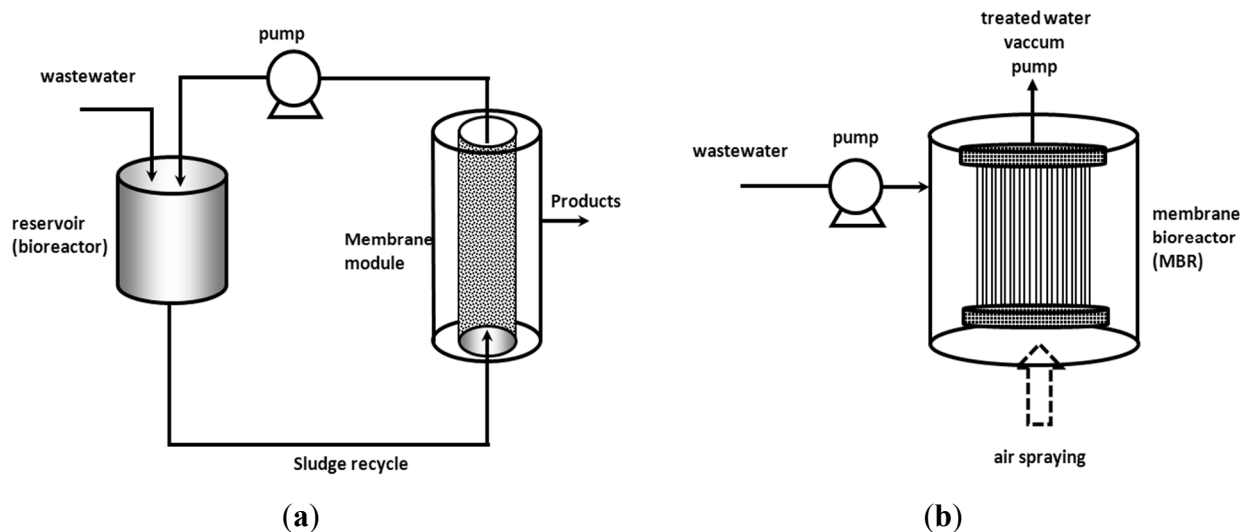 pump
wastewater
reservoir
(bioreactor)
Membrane
module
Products
Sludge recycle
(a)
treated water
vaccum
pump
pump
wastewater
membrane
bioreactor
(MBR)
air spraying
(b)